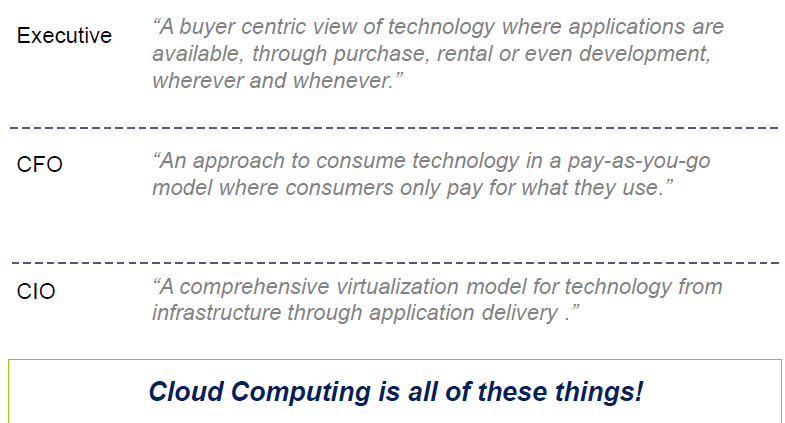 Executive
“A buyer centric view of technology where applications are
available, through purchase, rental or even development,
wherever and whenever.”
CFO
“An approach to consume technology in a pay-as-you-go
model where consumers only pay for what they use.”
CIO
“A comprehensive virtualization model for technology from
infrastructure through application delivery .”
Cloud Computing is all of these things!